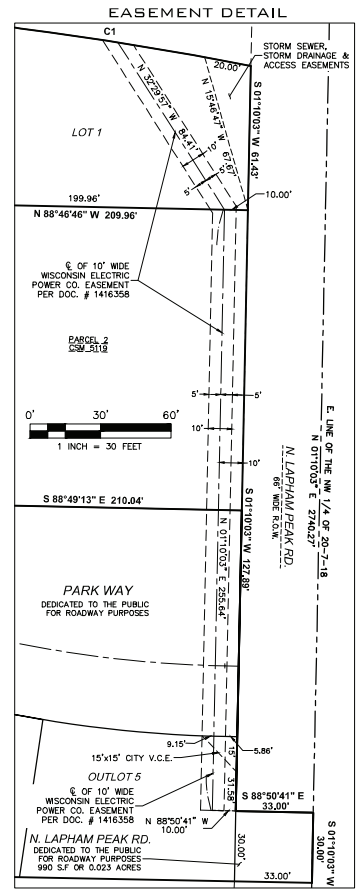 EASEMENT DETAIL
C1
20.00'
STORM SEWER,
STORM DRAINAGE &
ACCESS EASEMENTS
N 32°29'57" W 84.41'
N 15°46'47" W 67.67'
S 01°10'03" W 61.43'
LOT 1
10'
5'
5'
199.96'
10.00'
N 88°46'46" W 209.96'
℄ OF 10' WIDE
WISCONSIN ELECTRIC
POWER CO. EASEMENT
PER DOC. # 1416358
PARCEL 2
CSM 5119
5'
5'
0' 30' 60'
1 INCH = 30 FEET
10'
10'
E. LINE OF THE NW 1/4 OF 20-7-18
N 01°10'03" E 2740.27'
N. LAPHAM PEAK RD.
66' WIDE R.O.W.
S 88°49'13" E 210.04'
S 01°10'03" W 127.89'
N 01°10'03" E 255.64'
PARK WAY
DEDICATED TO THE PUBLIC
FOR ROADWAY PURPOSES
9.15'
5.86'
15'
15'x15' CITY V.C.E.
31.58'
OUTLOT 5
℄ OF 10' WIDE
WISCONSIN ELECTRIC
POWER CO. EASEMENT
PER DOC. # 1416358
S 88°50'41" E
33.00'
N 88°50'41" W
10.00'
N. LAPHAM PEAK RD.
DEDICATED TO THE PUBLIC
FOR ROADWAY PURPOSES
990 S.F OR 0.023 ACRES
30.00'
S 01°10'03" W
30.00'
33.00'